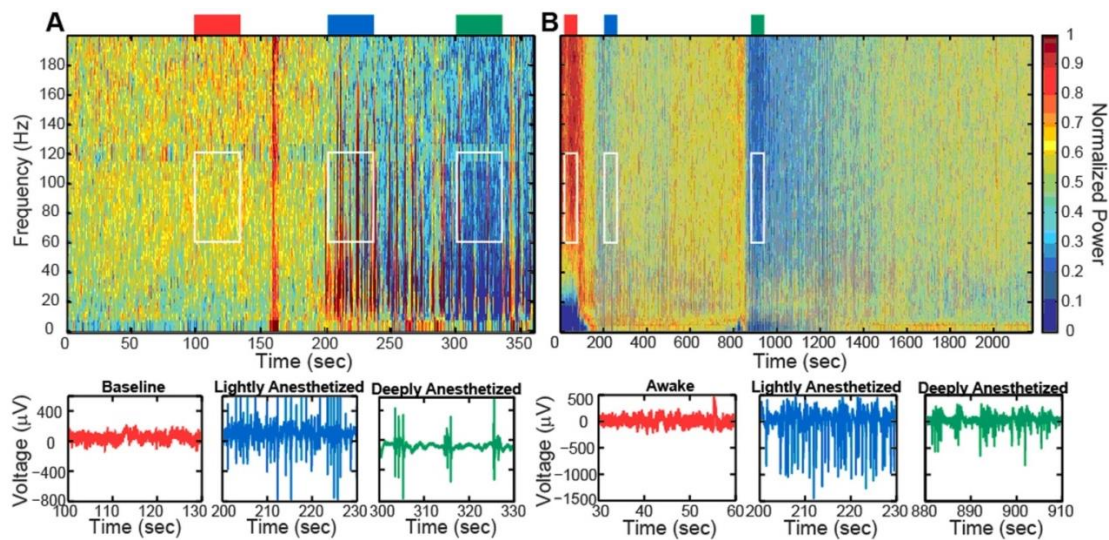 A
B
180
160
140
120
100
80
60
40
20
0
Frequency (Hz)
0 50 100 150 200 250 300 350
Time (sec)
0 200 400 600 800 1000 1200 1400 1600 1800 2000
Time (sec)
1
0.9
0.8
0.7
0.6
0.5
0.4
0.3
0.2
0.1
0
Normalized Power
Baseline
Lightly Anesthetized
Deeply Anesthetized
Awake
Lightly Anesthetized
Deeply Anesthetized
Voltage (µV)
400
0
−400
−800
100 110 120 130
Time (sec)
200 210 220 230
Time (sec)
300 310 320 330
Time (sec)
Voltage (µV)
500
0
−500
−1000
−1500
30 40 50 60
Time (sec)
200 210 220 230
Time (sec)
880 890 900 910
Time (sec)